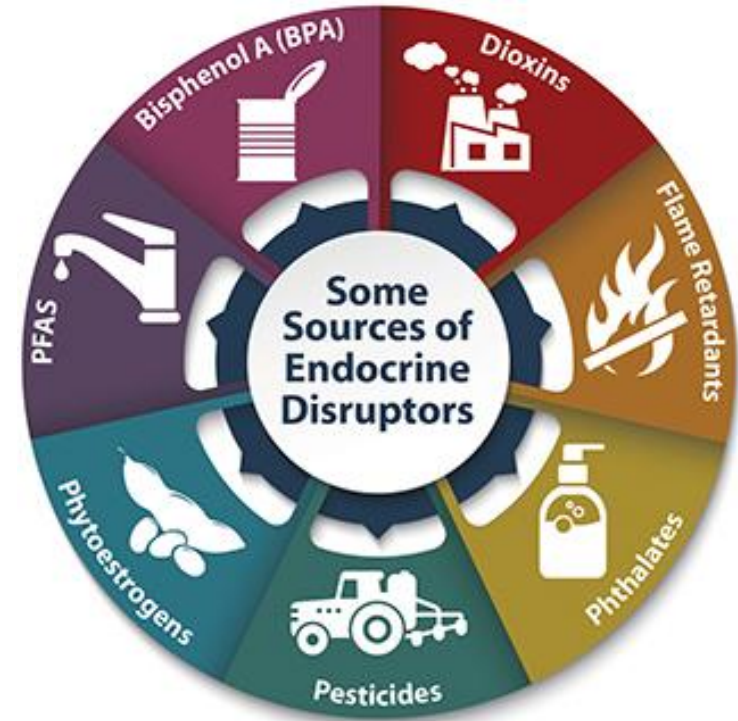 Some
Sources of
Endocrine
Disruptors
Bisphenol A (BPA)
Dioxins
Flame Retardants
Phthalates
Pesticides
Phytoestrogens
PFAS